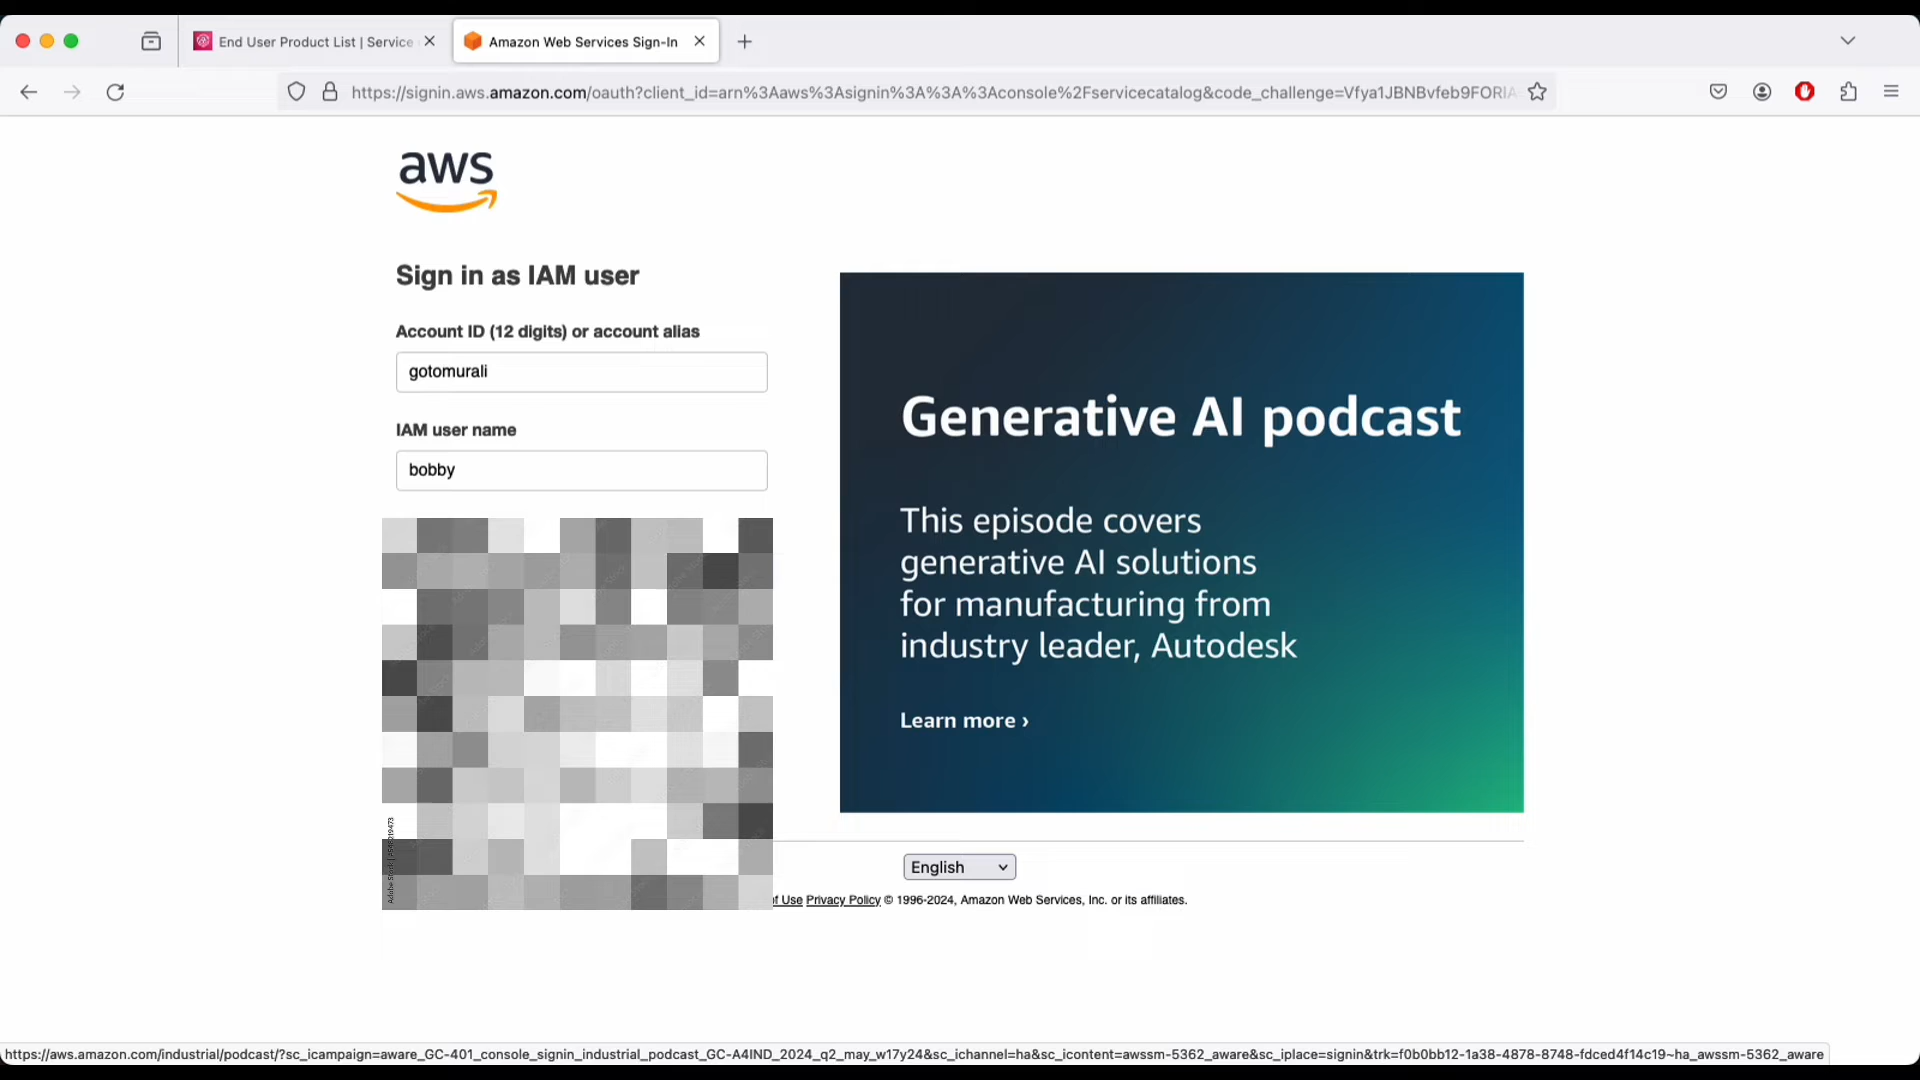 End User Product List | Service
Amazon Web Services Sign-In
https://signin.aws.amazon.com/oauth?client_id=arn%3Aaws%3Asignin%3A%3A%3Aconsole%2Fservicecatalog&code_challenge=Vfya1JBNBvfeb9FORIA
aws
Sign in as IAM user
Account ID (12 digits) or account alias
gotomurali
IAM user name
bobby
Generative AI podcast
This episode covers
generative AI solutions
for manufacturing from
industry leader, Autodesk
Learn more ›
English
of Use Privacy Policy © 1996-2024, Amazon Web Services, Inc. or its affiliates.
https://aws.amazon.com/industrial/podcast/?sc_icampaign=aware_GC-401_console_signin_industrial_podcast_GC-A4IND_2024_q2_may_w17y24&sc_ichannel=ha&sc_icontent=awssm-5362_aware&sc_iplace=signin&trk=f0b0bb12-1a38-4878-8748-fdced4f14c19~ha_awssm-5362_aware